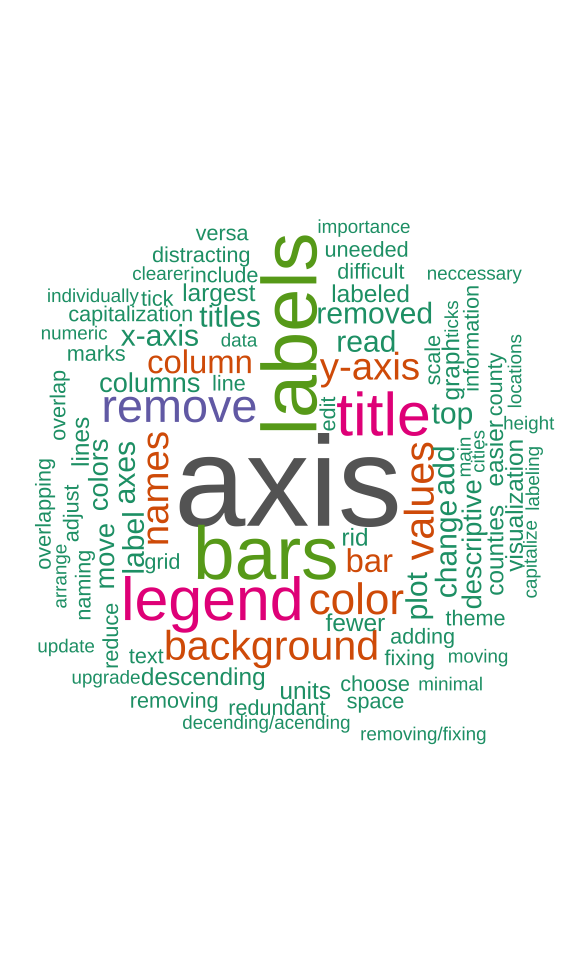 versa
importance
distracting
uneeded
clearer
include
difficult
neccessary
individually
tick
largest
labeled
capitalization
titles
removed
numeric
x-axis
data
read
marks
column
y-axis
columns
line
remove
labels
edit
title
top
scale
graph
ticks
information
county
locations
height
overlap
lines
colors
axes
names
axis
values
add
main
cities
easier
visualization
labeling
overlapping
adjust
arrange
naming
move
label
grid
bars
rid
bar
change
descriptive
counties
capitalize
legend
color
plot
fewer
theme
reduce
update
text
background
adding
fixing
moving
upgrade
descending
units
choose
minimal
removing
redundant
space
decending/acending
removing/fixing